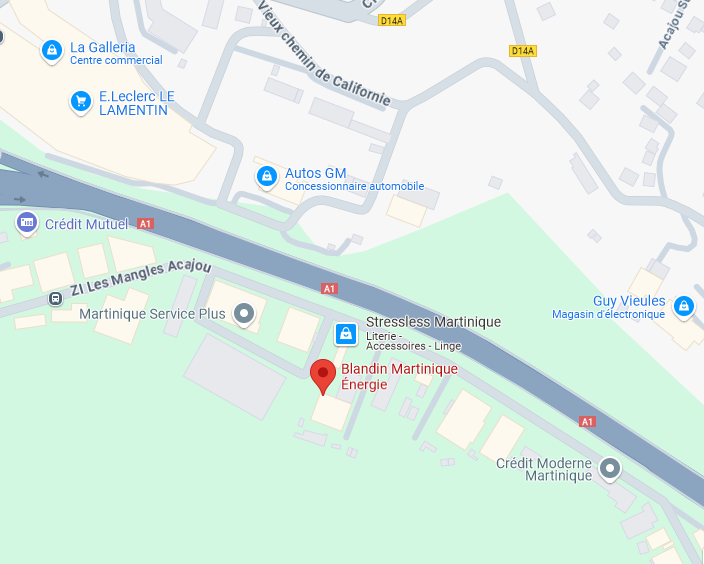 D14A
Vieux chemin de Californie
La Galleria
Centre commercial
D14A
E.Leclerc LE
LAMENTIN
Autos GM
Concessionnaire automobile
Crédit Mutuel
A1
ZI Les Mangles Acajou
A1
Guy Vieules
Magasin d'électronique
Martinique Service Plus
Stressless Martinique
Literie -
Accessoires - Linge
Blandin Martinique
Énergie
A1
Crédit Moderne
Martinique